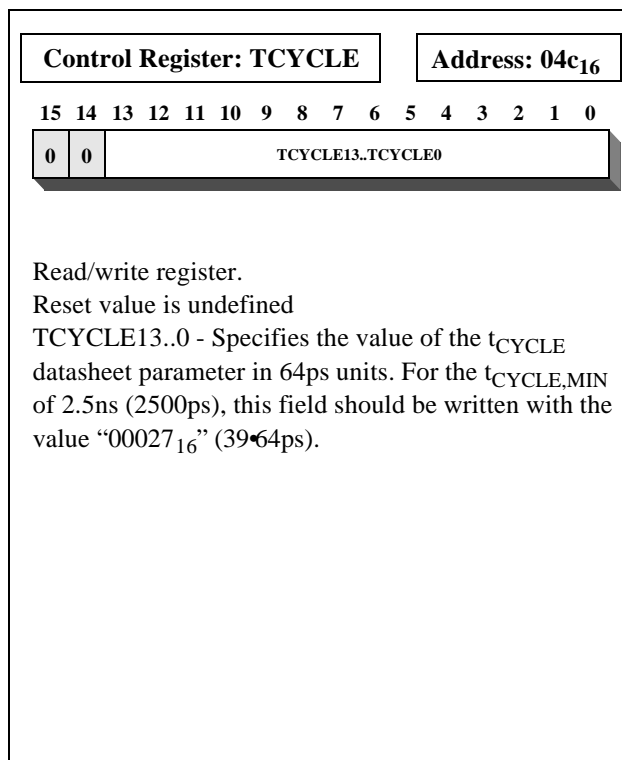 Control Register: TCYCLE Address: 04c₁₆
15 14 13 12 11 10 9 8 7 6 5 4 3 2 1 0
0 0 TCYCLE13..TCYCLE0
Read/write register.
Reset value is undefined
TCYCLE13..0 - Specifies the value of the tCYCLE
datasheet parameter in 64ps units. For the tCYCLE,MIN
of 2.5ns (2500ps), this field should be written with the
value “00027₁₆” (39•64ps).